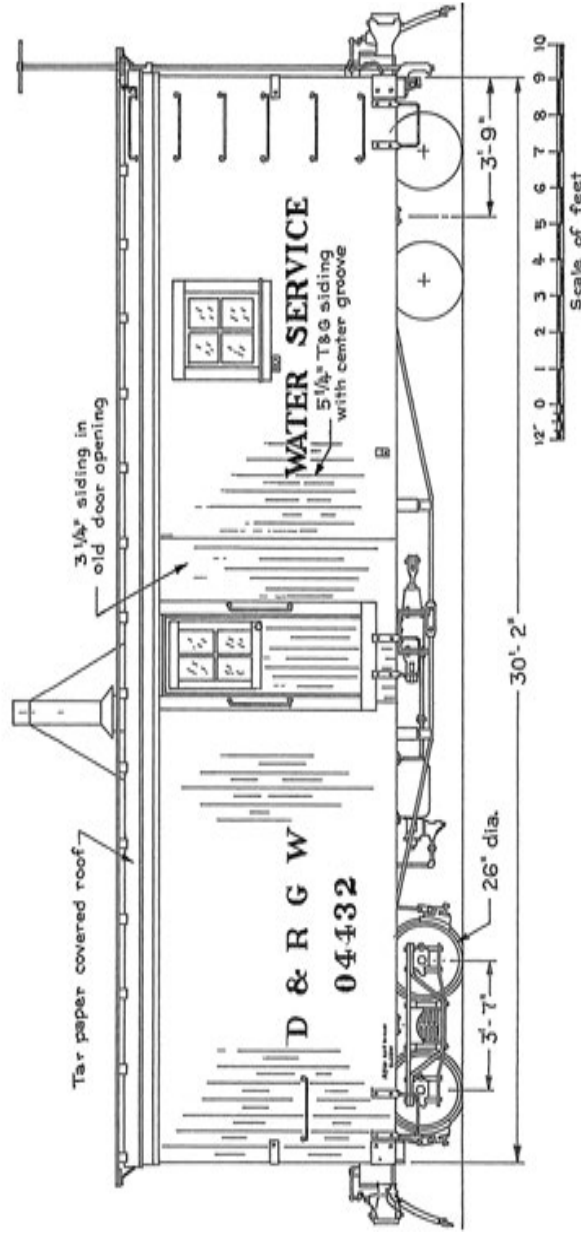 Tar paper covered roof
3 1/4" siding in
old door opening
D & R G W
04432
WATER SERVICE
5 1/4" T&G siding
with center groove
26" dia.
3'-7"
3'-9"
30'-2"
12" 0 1 2 3 4 5 6 7 8 9 10
Scale of feet